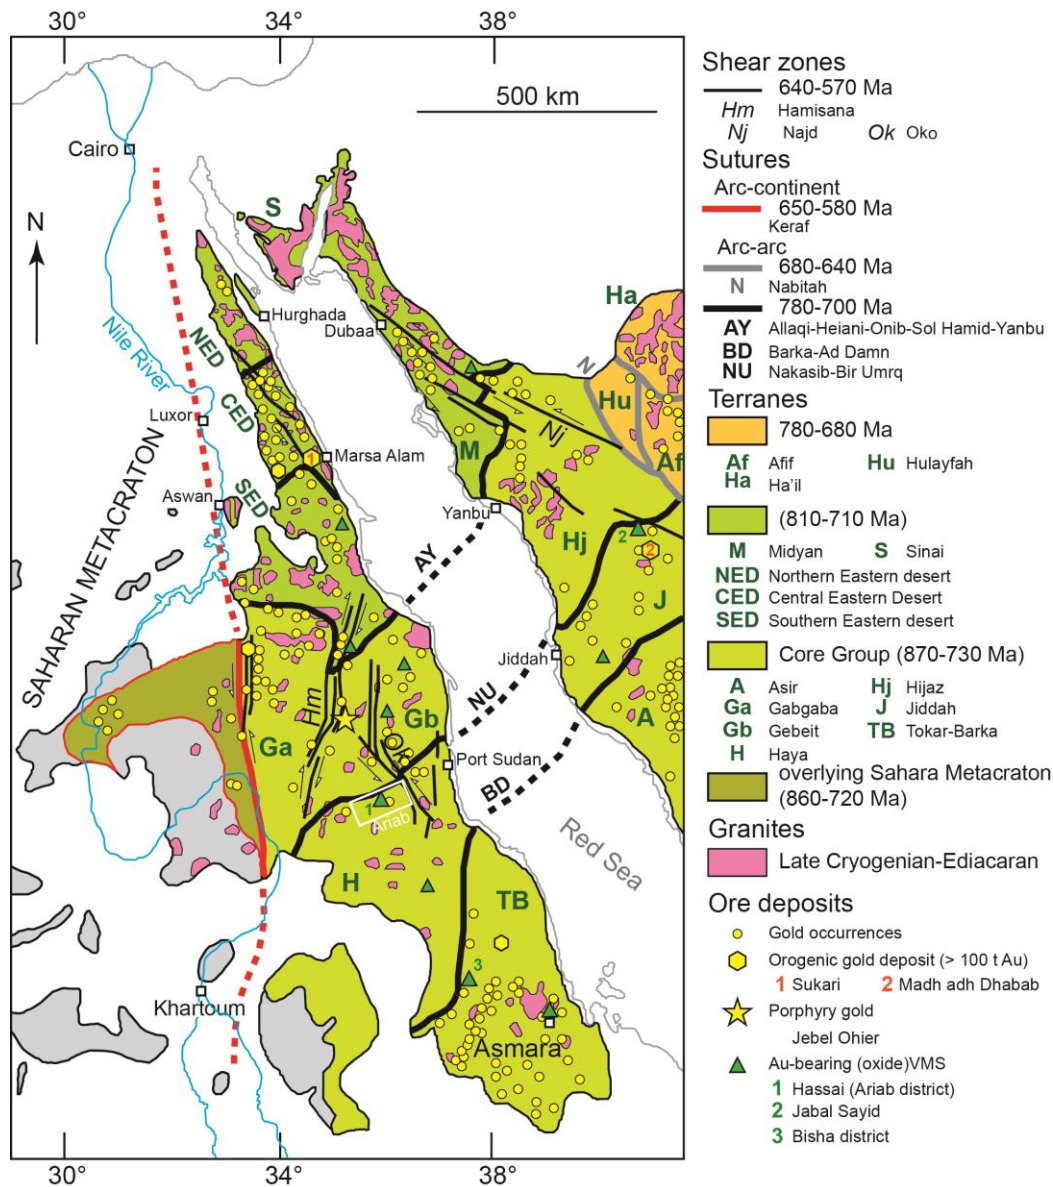 30° 34° 38°
500 km
Cairo
N
S
Ha
Hurghada
Dubaa
NED
N
Nile River
Hu
Luxor
CED
Nj
1
Marsa Alam
M
Af
SED
Aswan
Yanbu
SAHARAN METACRATON
AY
Hj
2
2
J
Jiddah
NU
Hm
Gb
A
Ga
Ok
Port Sudan
BD
1
Ariab
Red Sea
H
TB
3
Khartoum
Asmara
30° 34° 38°
Shear zones
640-570 Ma
Hm Hamisana
Nj Najd Ok Oko
Sutures
Arc-continent
650-580 Ma
Keraf
Arc-arc
680-640 Ma
N Nabitah
780-700 Ma
AY Allaqi-Heiani-Onib-Sol Hamid-Yanbu
BD Barka-Ad Damn
NU Nakasib-Bir Umrq
Terranes
780-680 Ma
Af Afif Hu Hulayfah
Ha Ha'il
(810-710 Ma)
M Midyan S Sinai
NED Northern Eastern desert
CED Central Eastern Desert
SED Southern Eastern desert
Core Group (870-730 Ma)
A Asir Hj Hijaz
Ga Gabgaba J Jiddah
Gb Gebeit TB Tokar-Barka
H Haya
overlying Sahara Metacraton
(860-720 Ma)
Granites
Late Cryogenian-Ediacaran
Ore deposits
Gold occurrences
Orogenic gold deposit (> 100 t Au)
1 Sukari 2 Madh adh Dhabab
Porphyry gold
Jebel Ohier
Au-bearing (oxide)VMS
1 Hassai (Ariab district)
2 Jabal Sayid
3 Bisha district